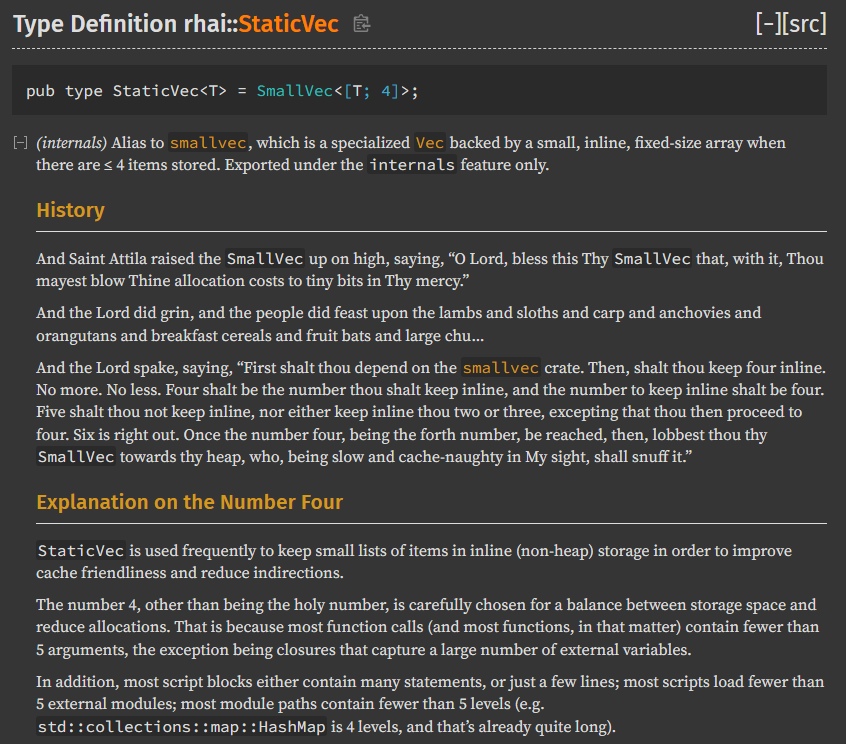 Type Definition rhai::StaticVec [−][src]
pub type StaticVec<T> = SmallVec<[T; 4]>;
[−] (internals) Alias to smallvec, which is a specialized Vec backed by a small, inline, fixed-size array when
there are ≤ 4 items stored. Exported under the internals feature only.
History
And Saint Attila raised the SmallVec up on high, saying, “O Lord, bless this Thy SmallVec that, with it, Thou
mayest blow Thine allocation costs to tiny bits in Thy mercy.”
And the Lord did grin, and the people did feast upon the lambs and sloths and carp and anchovies and
orangutans and breakfast cereals and fruit bats and large chu…
And the Lord spake, saying, “First shalt thou depend on the smallvec crate. Then, shalt thou keep four inline.
No more. No less. Four shalt be the number thou shalt keep inline, and the number to keep inline shalt be four.
Five shalt thou not keep inline, nor either keep inline thou two or three, excepting that thou then proceed to
four. Six is right out. Once the number four, being the forth number, be reached, then, lobbest thou thy
SmallVec towards thy heap, who, being slow and cache-naughty in My sight, shall snuff it.”
Explanation on the Number Four
StaticVec is used frequently to keep small lists of items in inline (non-heap) storage in order to improve
cache friendliness and reduce indirections.
The number 4, other than being the holy number, is carefully chosen for a balance between storage space and
reduce allocations. That is because most function calls (and most functions, in that matter) contain fewer than
5 arguments, the exception being closures that capture a large number of external variables.
In addition, most script blocks either contain many statements, or just a few lines; most scripts load fewer than
5 external modules; most module paths contain fewer than 5 levels (e.g.
std::collections::map::HashMap is 4 levels, and that’s already quite long).